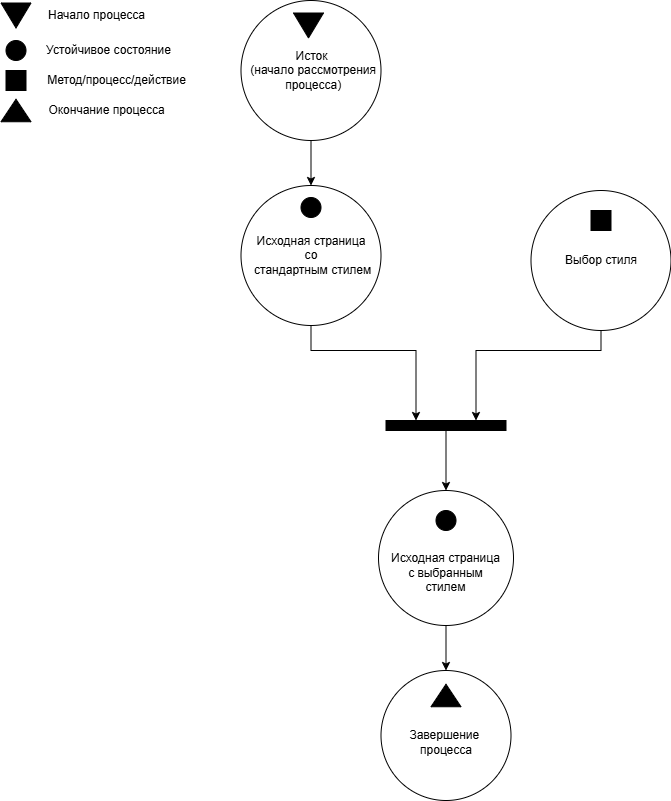 Начало процесса
Устойчивое состояние
Метод/процесс/действие
Окончание процесса
Исток
(начало рассмотрения
процесса)
Исходная страница
со
стандартным стилем
Выбор стиля
Исходная страница
с выбранным
стилем
Завершение
процесса